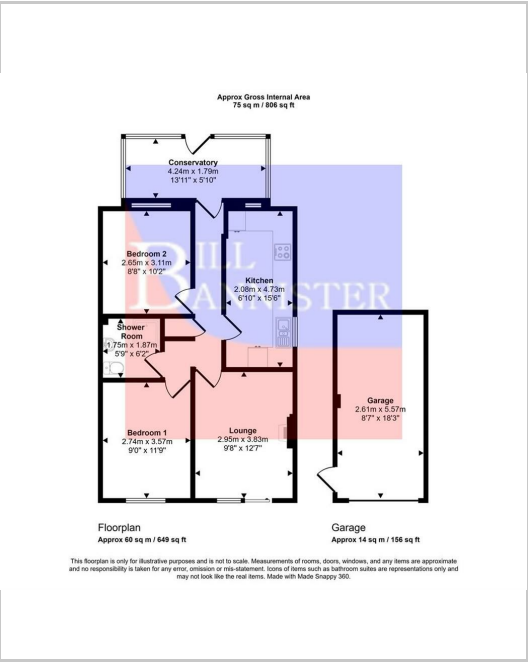 Approx Gross Internal Area
75 sq m / 806 sq ft
Conservatory
4.24m x 1.79m
13'11" x 5'10"
Bedroom 2
2.65m x 3.11m
8'8" x 10'2"
Kitchen
2.08m x 4.73m
6'10" x 15'6"
BILL
BANNISTER
Shower
Room
1.75m x 1.87m
5'9" x 6'2"
Bedroom 1
2.74m x 3.57m
9'0" x 11'9"
Lounge
2.95m x 3.83m
9'8" x 12'7"
Garage
2.61m x 5.57m
8'7" x 18'3"
Floorplan
Approx 60 sq m / 649 sq ft
Garage
Approx 14 sq m / 156 sq ft
This floorplan is only for illustrative purposes and is not to scale. Measurements of rooms, doors, windows, and any items are approximate
and no responsibility is taken for any error, omission or mis-statement. Icons of items such as bathroom suites are representations only and
may not look like the real items. Made with Made Snappy 360.